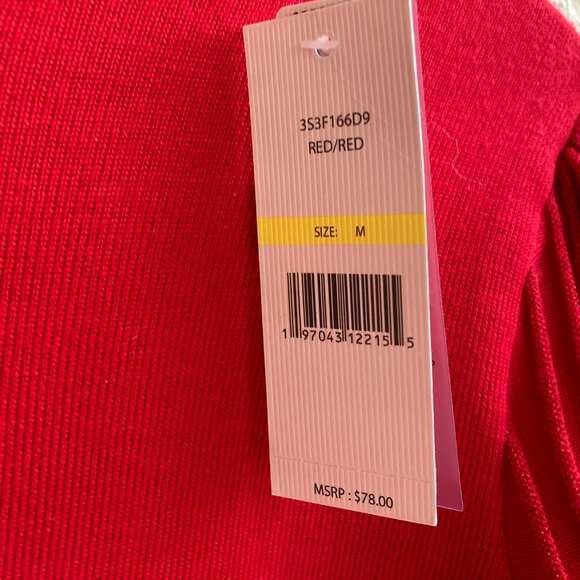 3S3F166D9
RED/RED
SIZE: M
1 97043 12215 5
MSRP : $78.00